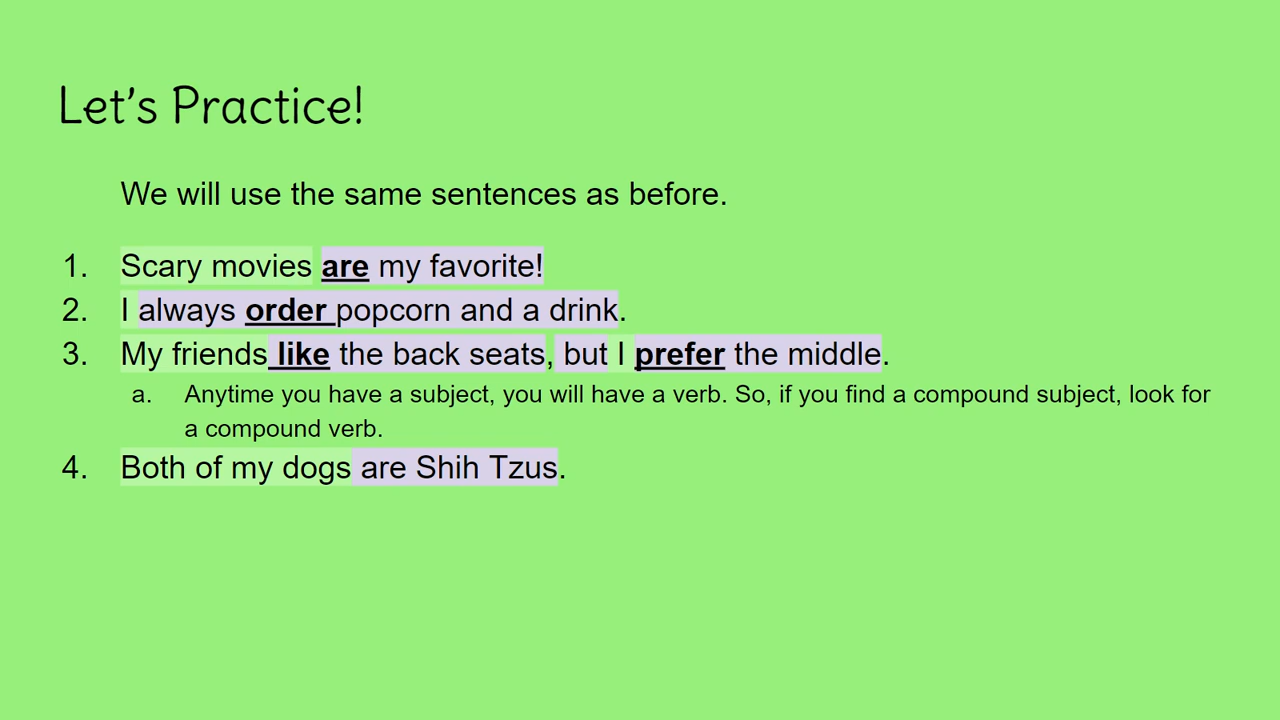 Let's Practice!
We will use the same sentences as before.
1. Scary movies are my favorite!
2. I always order popcorn and a drink.
3. My friends like the back seats, but I prefer the middle.
a. Anytime you have a subject, you will have a verb. So, if you find a compound subject, look for
a compound verb.
4. Both of my dogs are Shih Tzus.